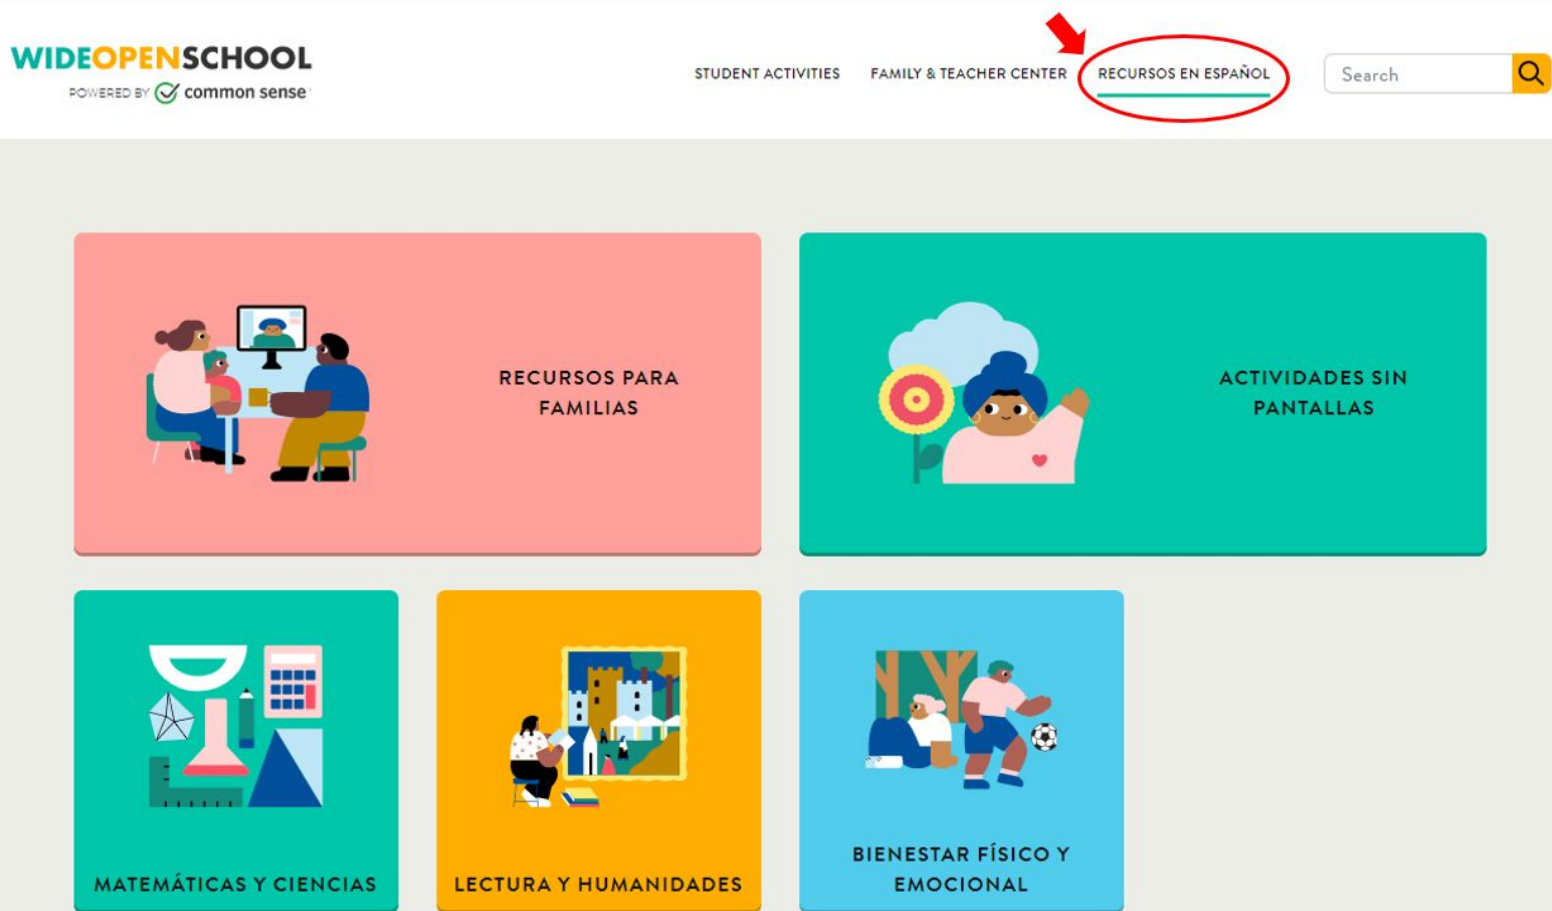 WIDEOPENSCHOOL
POWERED BY common sense
STUDENT ACTIVITIES FAMILY & TEACHER CENTER RECURSOS EN ESPAÑOL Search
RECURSOS PARA
FAMILIAS
ACTIVIDADES SIN
PANTALLAS
MATEMÁTICAS Y CIENCIAS
LECTURA Y HUMANIDADES
BIENESTAR FÍSICO Y
EMOCIONAL